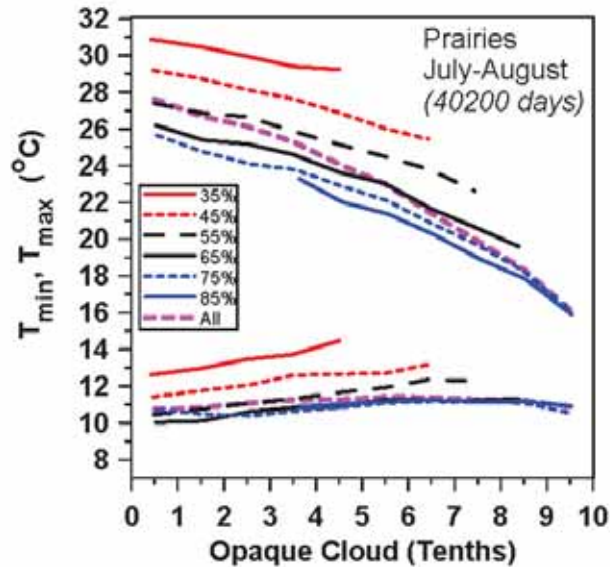 32
30
28
26
24
22
20
18
16
14
12
10
8
Tmin, Tmax (°C)
Prairies
July-August
(40200 days)
35%
45%
55%
65%
75%
85%
All
0 1 2 3 4 5 6 7 8 9 10
Opaque Cloud (Tenths)